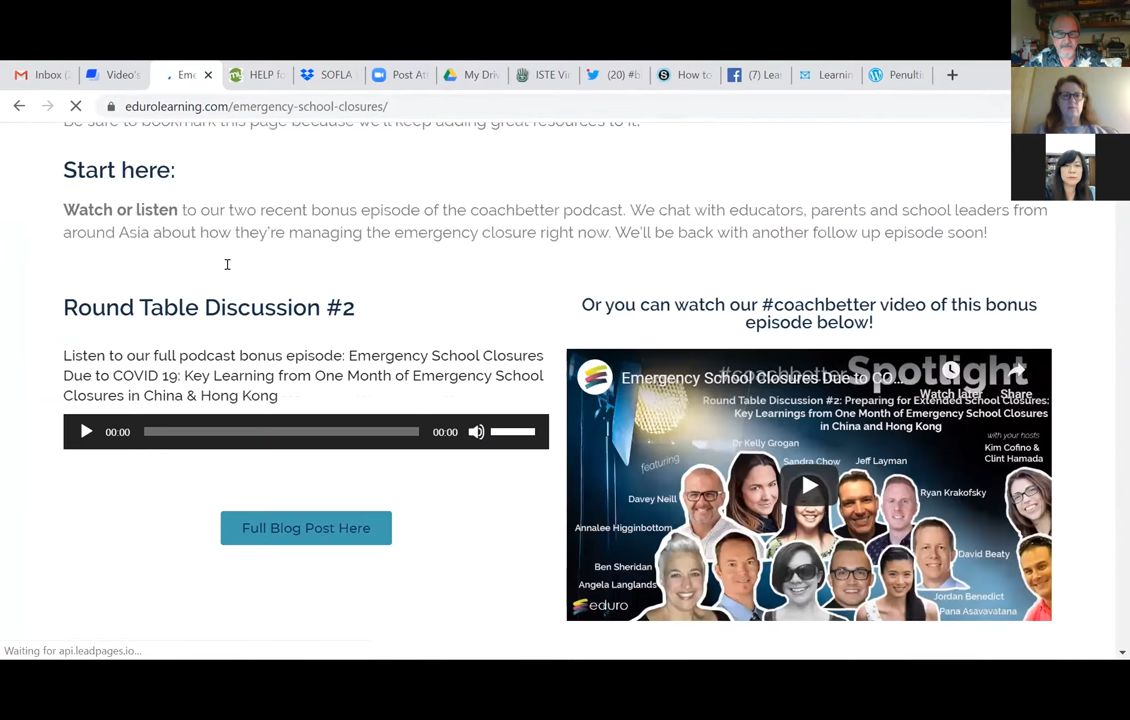 Inbox (2
Video's
Eme
HELP fo
SOFLA
Post At
My Dri
ISTE Vi
(20) #b
How to
(7) Lea
Learnin
Penulti
edurolearning.com/emergency-school-closures/
Be sure to bookmark this page because we'll keep adding great resources to it.
Start here:
Watch or listen to our two recent bonus episode of the coachbetter podcast. We chat with educators, parents and school leaders from
around Asia about how they're managing the emergency closure right now. We'll be back with another follow up episode soon!
Round Table Discussion #2
Listen to our full podcast bonus episode: Emergency School Closures
Due to COVID 19: Key Learning from One Month of Emergency School
Closures in China & Hong Kong
00:00
00:00
Full Blog Post Here
Or you can watch our #coachbetter video of this bonus
episode below!
#coachbetter Spotlight
Emergency School Closures Due to CO...
Watch later
Share
Round Table Discussion #2: Preparing for Extended School Closures:
Key Learnings from One Month of Emergency School Closures
in China and Hong Kong
with your hosts
Kim Cofino &
Clint Hamada
featuring
Dr Kelly Grogan
Sandra Chow
Jeff Layman
Davey Neill
Ryan Krakofsky
Annalee Higginbottom
David Beaty
Ben Sheridan
Angela Langlands
Jordan Benedict
Pana Asavavatana
eduro
Waiting for api.leadpages.io...